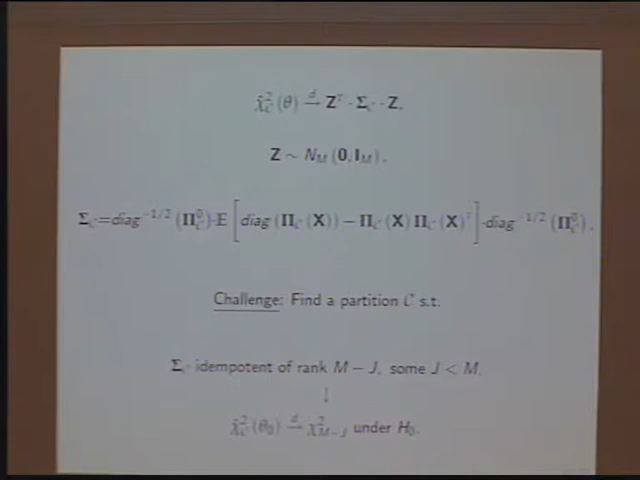 χ̂²_C (θ) →d Z^T · Σ_C · Z,
Z ∼ N_M (0, I_M).
Σ_C = diag^{-1/2} (Π_C^0) · E [ diag (Π_C (X)) − Π_C (X) Π_C (X)^T ] · diag^{-1/2} (Π_C^0).
Challenge: Find a partition C s.t.
Σ_C idempotent of rank M − J, some J < M.
↓
χ̂²_C (θ_0) →d χ²_{M−J} under H_0.